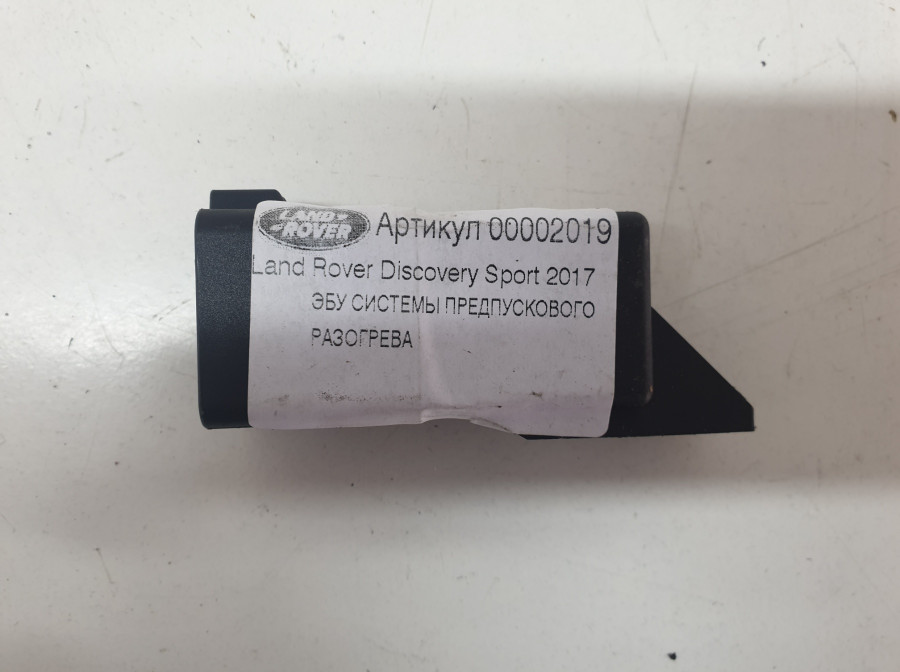 LAND ROVER
Артикул 00002019
Land Rover Discovery Sport 2017
ЭБУ СИСТЕМЫ ПРЕДПУСКОВОГО
РАЗОГРЕВА